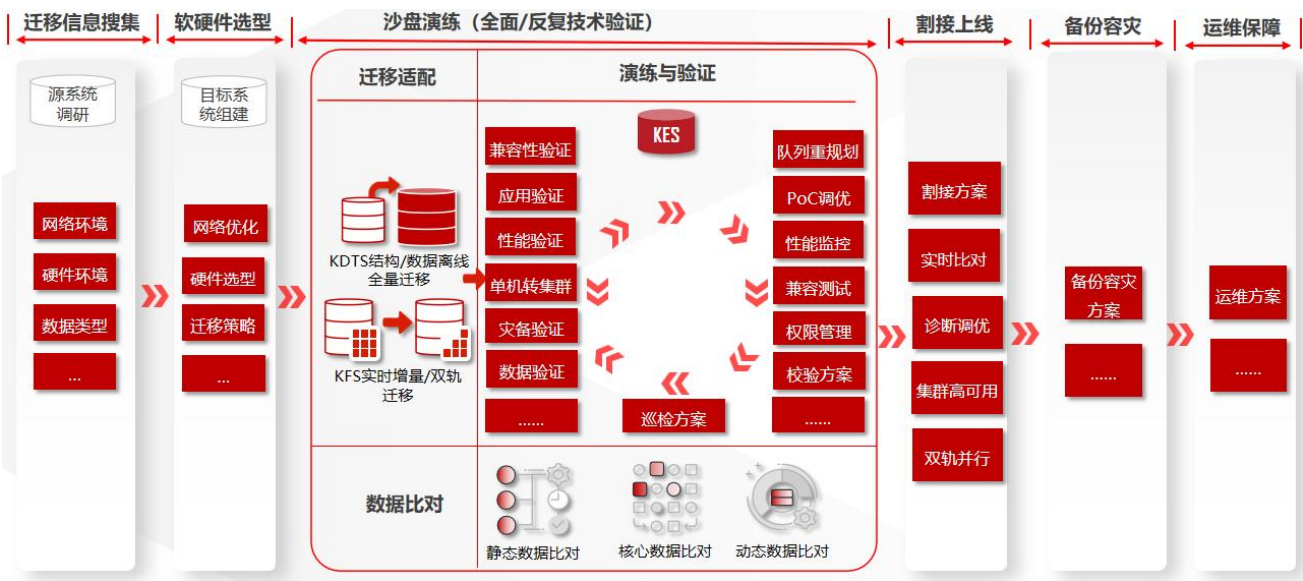 迁移信息搜集
软硬件选型
沙盘演练（全面/反复技术验证）
割接上线
备份容灾
运维保障
源系统
调研
网络环境
硬件环境
数据类型
...
目标系
统组建
网络优化
硬件选型
迁移策略
...
迁移适配
KDTS结构/数据离线
全量迁移
KFS实时增量/双轨
迁移
演练与验证
KES
兼容性验证
应用验证
性能验证
单机转集群
灾备验证
数据验证
......
巡检方案
队列重规划
PoC调优
性能监控
兼容测试
权限管理
校验方案
......
数据比对
静态数据比对
核心数据比对
动态数据比对
割接方案
实时比对
诊断调优
集群高可用
双轨并行
备份容灾
方案
......
运维方案
......